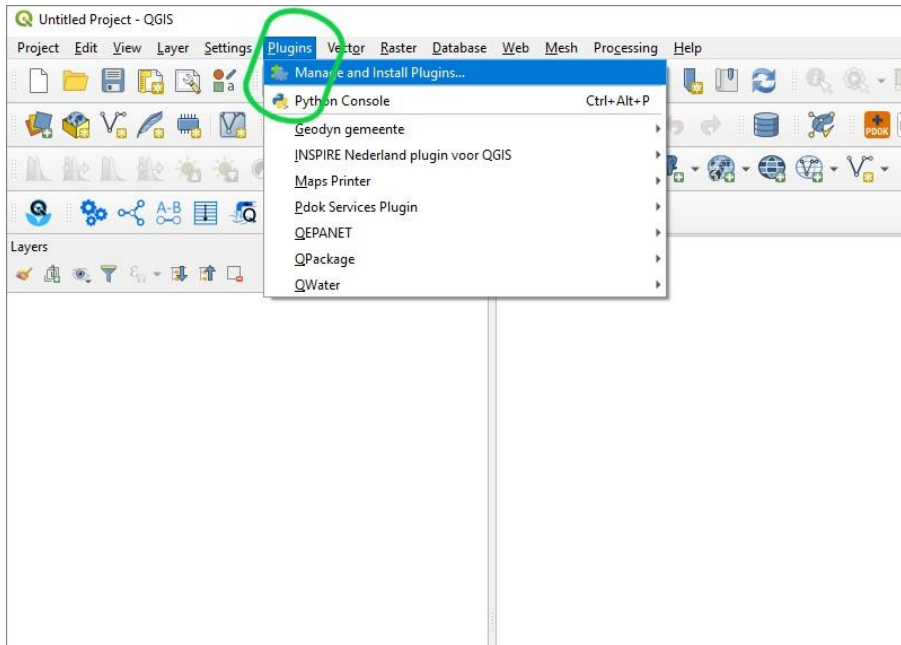 Untitled Project - QGIS
Project Edit View Layer Settings Plugins Vector Raster Database Web Mesh Processing Help
Manage and Install Plugins...
Python Console Ctrl+Alt+P
Geodyn gemeente
INSPIRE Nederland plugin voor QGIS
Maps Printer
Pdok Services Plugin
QEPANET
QPackage
QWater
PDOK
a
A-B
Layers